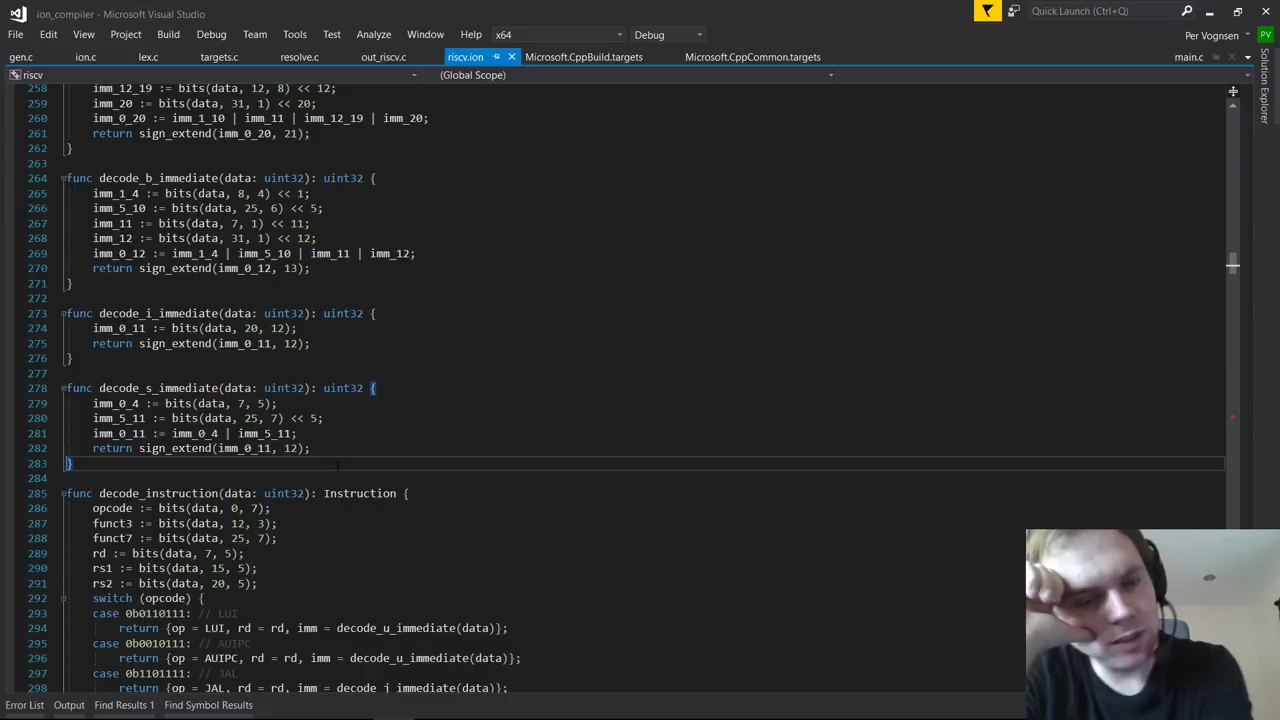 ion_compiler - Microsoft Visual Studio
Quick Launch (Ctrl+Q)
File Edit View Project Build Debug Team Tools Test Analyze Window Help x64 Debug Per Vognsen PV
gen.c ion.c lex.c targets.c resolve.c out_riscv.c riscv.ion Microsoft.CppBuild.targets Microsoft.CppCommon.targets main.c
riscv (Global Scope)
Solution Explorer
258 imm_12_19 := bits(data, 12, 8) << 12;
259 imm_20 := bits(data, 31, 1) << 20;
260 imm_0_20 := imm_1_10 | imm_11 | imm_12_19 | imm_20;
261 return sign_extend(imm_0_20, 21);
262 }
263
264 func decode_b_immediate(data: uint32): uint32 {
265 imm_1_4 := bits(data, 8, 4) << 1;
266 imm_5_10 := bits(data, 25, 6) << 5;
267 imm_11 := bits(data, 7, 1) << 11;
268 imm_12 := bits(data, 31, 1) << 12;
269 imm_0_12 := imm_1_4 | imm_5_10 | imm_11 | imm_12;
270 return sign_extend(imm_0_12, 13);
271 }
272
273 func decode_i_immediate(data: uint32): uint32 {
274 imm_0_11 := bits(data, 20, 12);
275 return sign_extend(imm_0_11, 12);
276 }
277
278 func decode_s_immediate(data: uint32): uint32 {
279 imm_0_4 := bits(data, 7, 5);
280 imm_5_11 := bits(data, 25, 7) << 5;
281 imm_0_11 := imm_0_4 | imm_5_11;
282 return sign_extend(imm_0_11, 12);
283 }
284
285 func decode_instruction(data: uint32): Instruction {
286 opcode := bits(data, 0, 7);
287 funct3 := bits(data, 12, 3);
288 funct7 := bits(data, 25, 7);
289 rd := bits(data, 7, 5);
290 rs1 := bits(data, 15, 5);
291 rs2 := bits(data, 20, 5);
292 switch (opcode) {
293 case 0b0110111: // LUI
294 return {op = LUI, rd = rd, imm = decode_u_immediate(data)};
295 case 0b0010111: // AUIPC
296 return {op = AUIPC, rd = rd, imm = decode_u_immediate(data)};
297 case 0b1101111: // JAL
298 return {op = JAL, rd = rd, imm = decode_j_immediate(data)};
Error List Output Find Results 1 Find Symbol Results